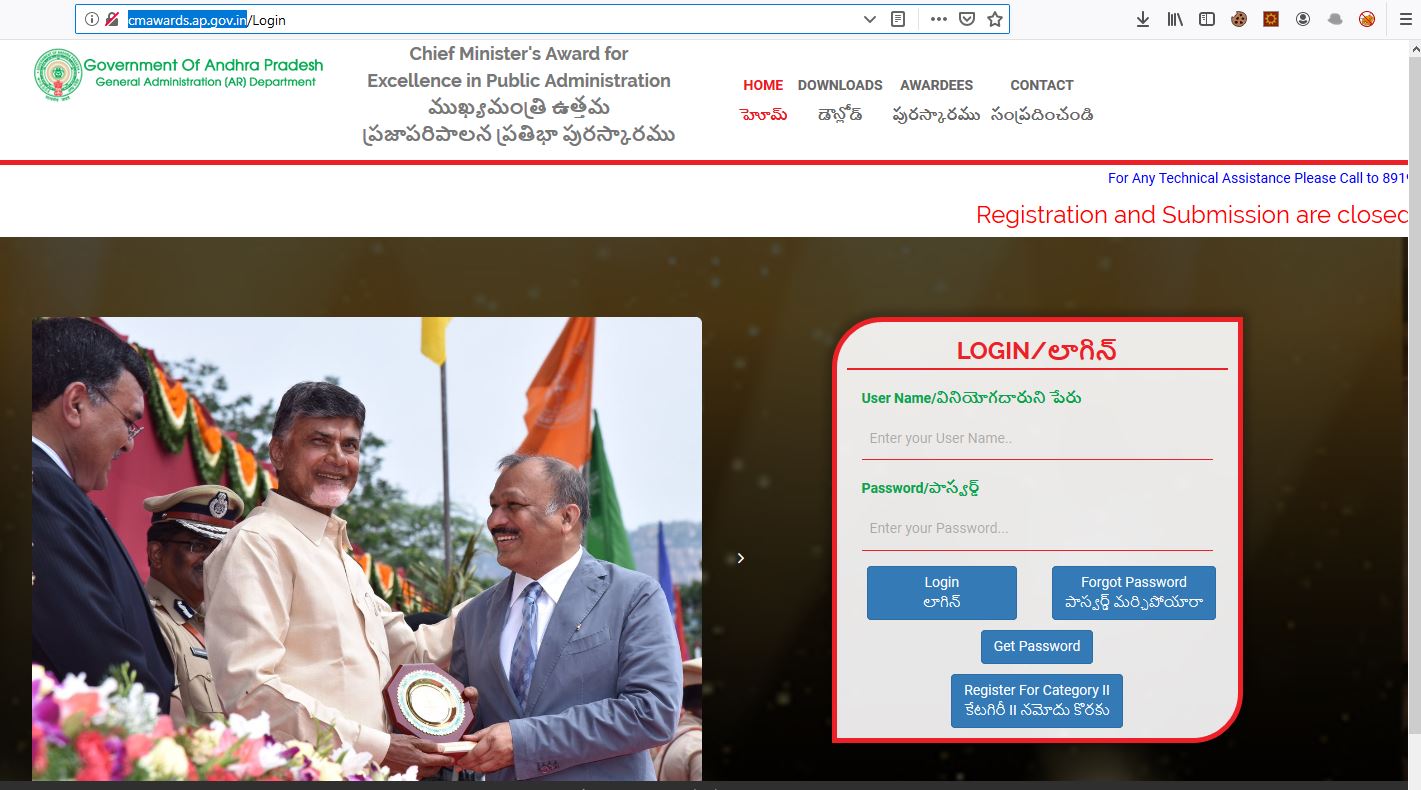 cmawards.ap.gov.in/Login
Government Of Andhra Pradesh
General Administration (AR) Department
Chief Minister's Award for
Excellence in Public Administration
ముఖ్యమంత్రి ఉత్తమ
ప్రజాపరిపాలన ప్రతిభా పురస్కారము
HOME DOWNLOADS AWARDEES CONTACT
హెూమ్ డౌన్లోడ్ పురస్కారము సంప్రదించండి
For Any Technical Assistance Please Call to 891
Registration and Submission are closed
LOGIN/లాగిన్
User Name/వినియోగదారుని పేరు
Enter your User Name..
Password/పాస్వర్డ్
Enter your Password...
Login
లాగిన్
Forgot Password
పాస్వర్డ్ మర్చిపోయారా
Get Password
Register For Category II
కేటగిరీ II నమోదు కొరకు